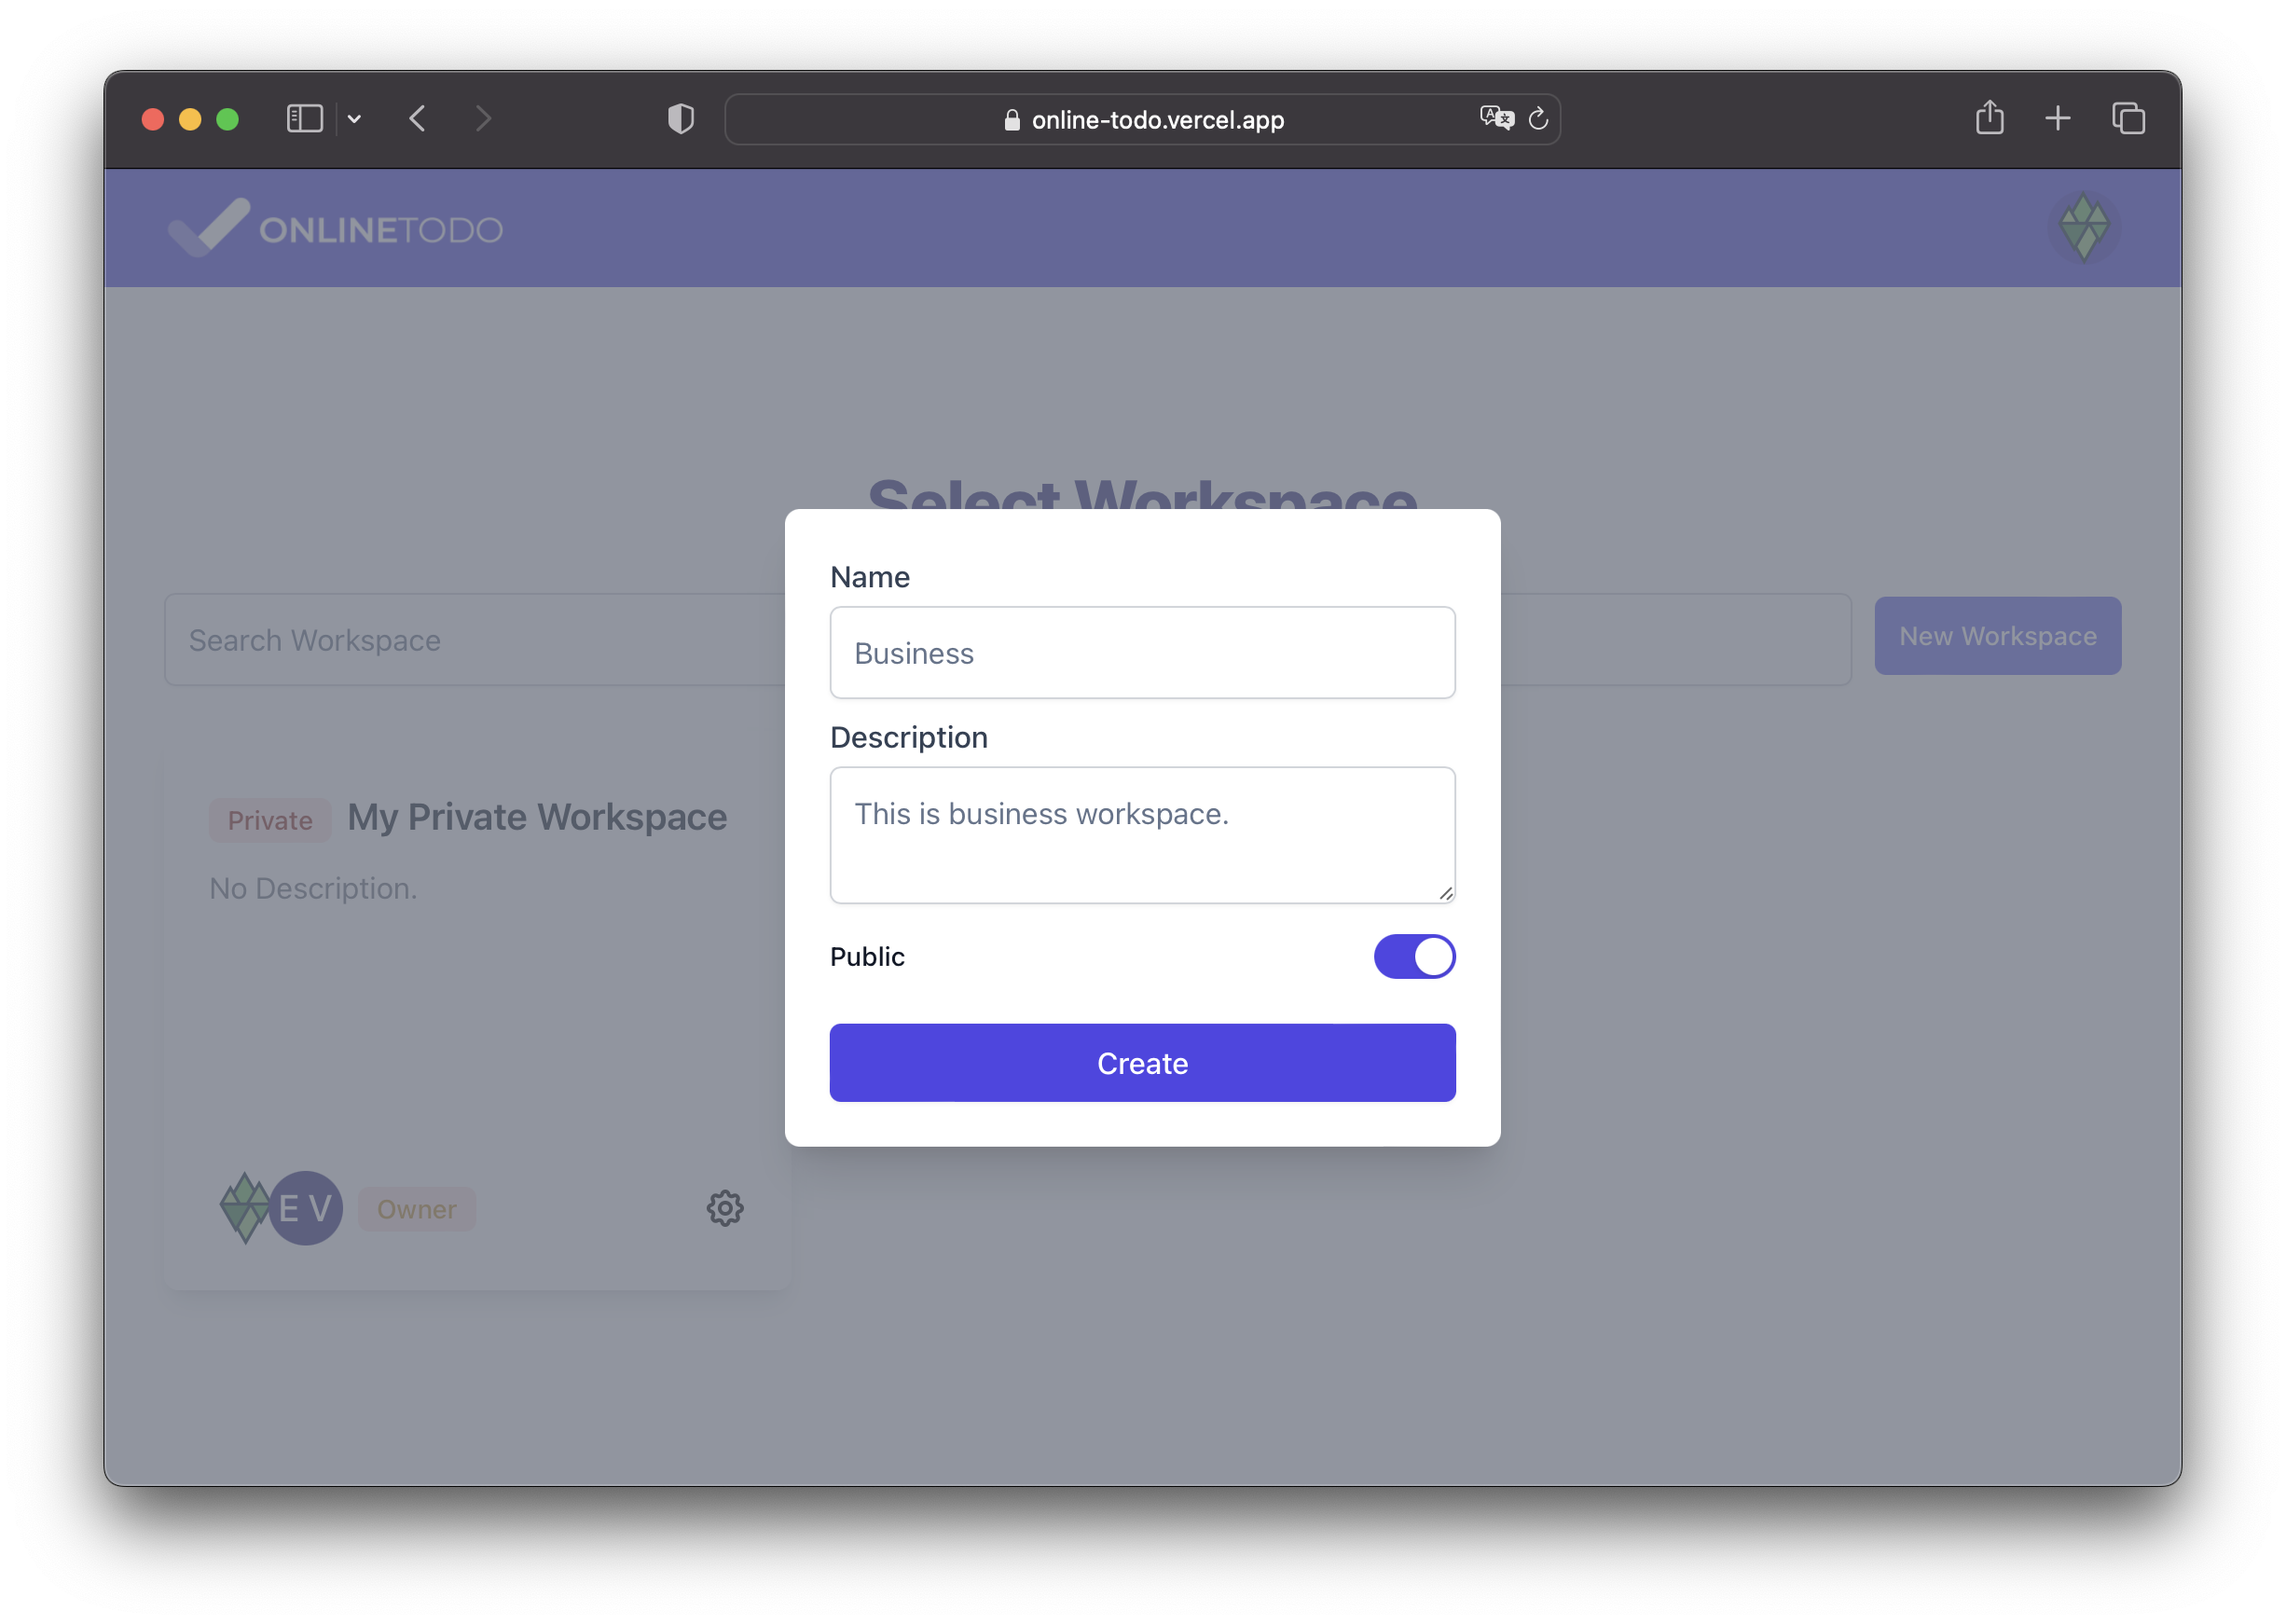 online-todo.vercel.app
ONLINETODO
Select Workspace
Search Workspace
New Workspace
Name
Business
Description
This is business workspace.
Public
Create
Private My Private Workspace
No Description.
E V Owner